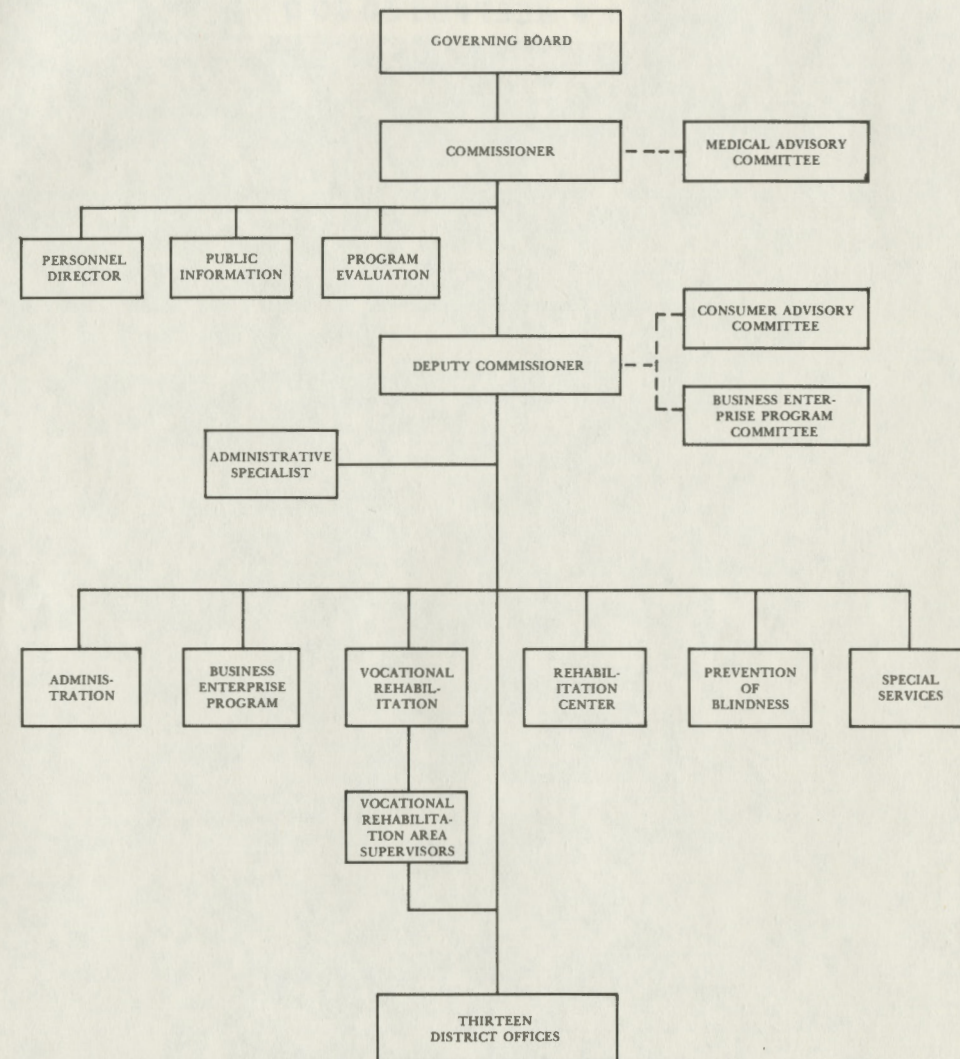 GOVERNING BOARD
COMMISSIONER
MEDICAL ADVISORY
COMMITTEE
PERSONNEL
DIRECTOR
PUBLIC
INFORMATION
PROGRAM
EVALUATION
CONSUMER ADVISORY
COMMITTEE
DEPUTY COMMISSIONER
BUSINESS ENTER-
PRISE PROGRAM
COMMITTEE
ADMINISTRATIVE
SPECIALIST
ADMINIS-
TRATION
BUSINESS
ENTERPRISE
PROGRAM
VOCATIONAL
REHABIL-
ITATION
REHABIL-
ITATION
CENTER
PREVENTION
OF
BLINDNESS
SPECIAL
SERVICES
VOCATIONAL
REHABILITA-
TION AREA
SUPERVISORS
THIRTEEN
DISTRICT OFFICES